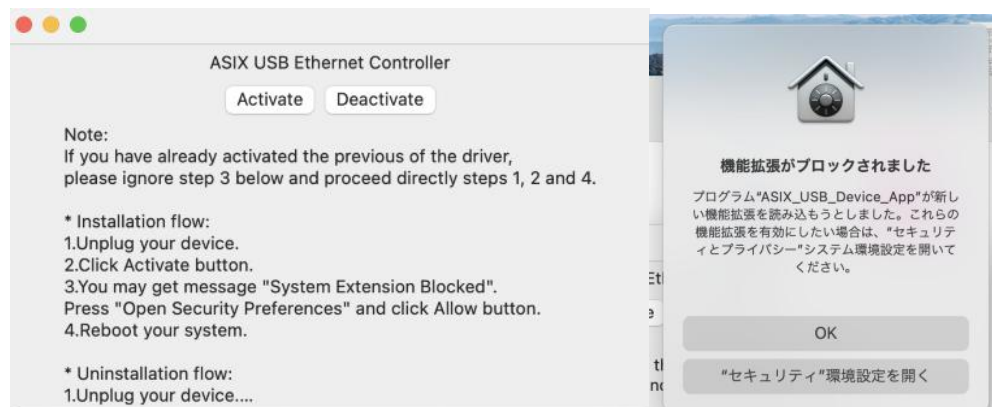 ASIX USB Ethernet Controller
Activate Deactivate
Note:
If you have already activated the previous of the driver,
please ignore step 3 below and proceed directly steps 1, 2 and 4.
* Installation flow:
1.Unplug your device.
2.Click Activate button.
3.You may get message "System Extension Blocked".
Press "Open Security Preferences" and click Allow button.
4.Reboot your system.
* Uninstallation flow:
1.Unplug your device....
機能拡張がブロックされました
プログラム“ASIX_USB_Device_App”が新し
い機能拡張を読み込もうとしました。これらの
機能拡張を有効にしたい場合は、“セキュリテ
ィとプライバシー”システム環境設定を開いて
ください。
OK
“セキュリティ”環境設定を開く